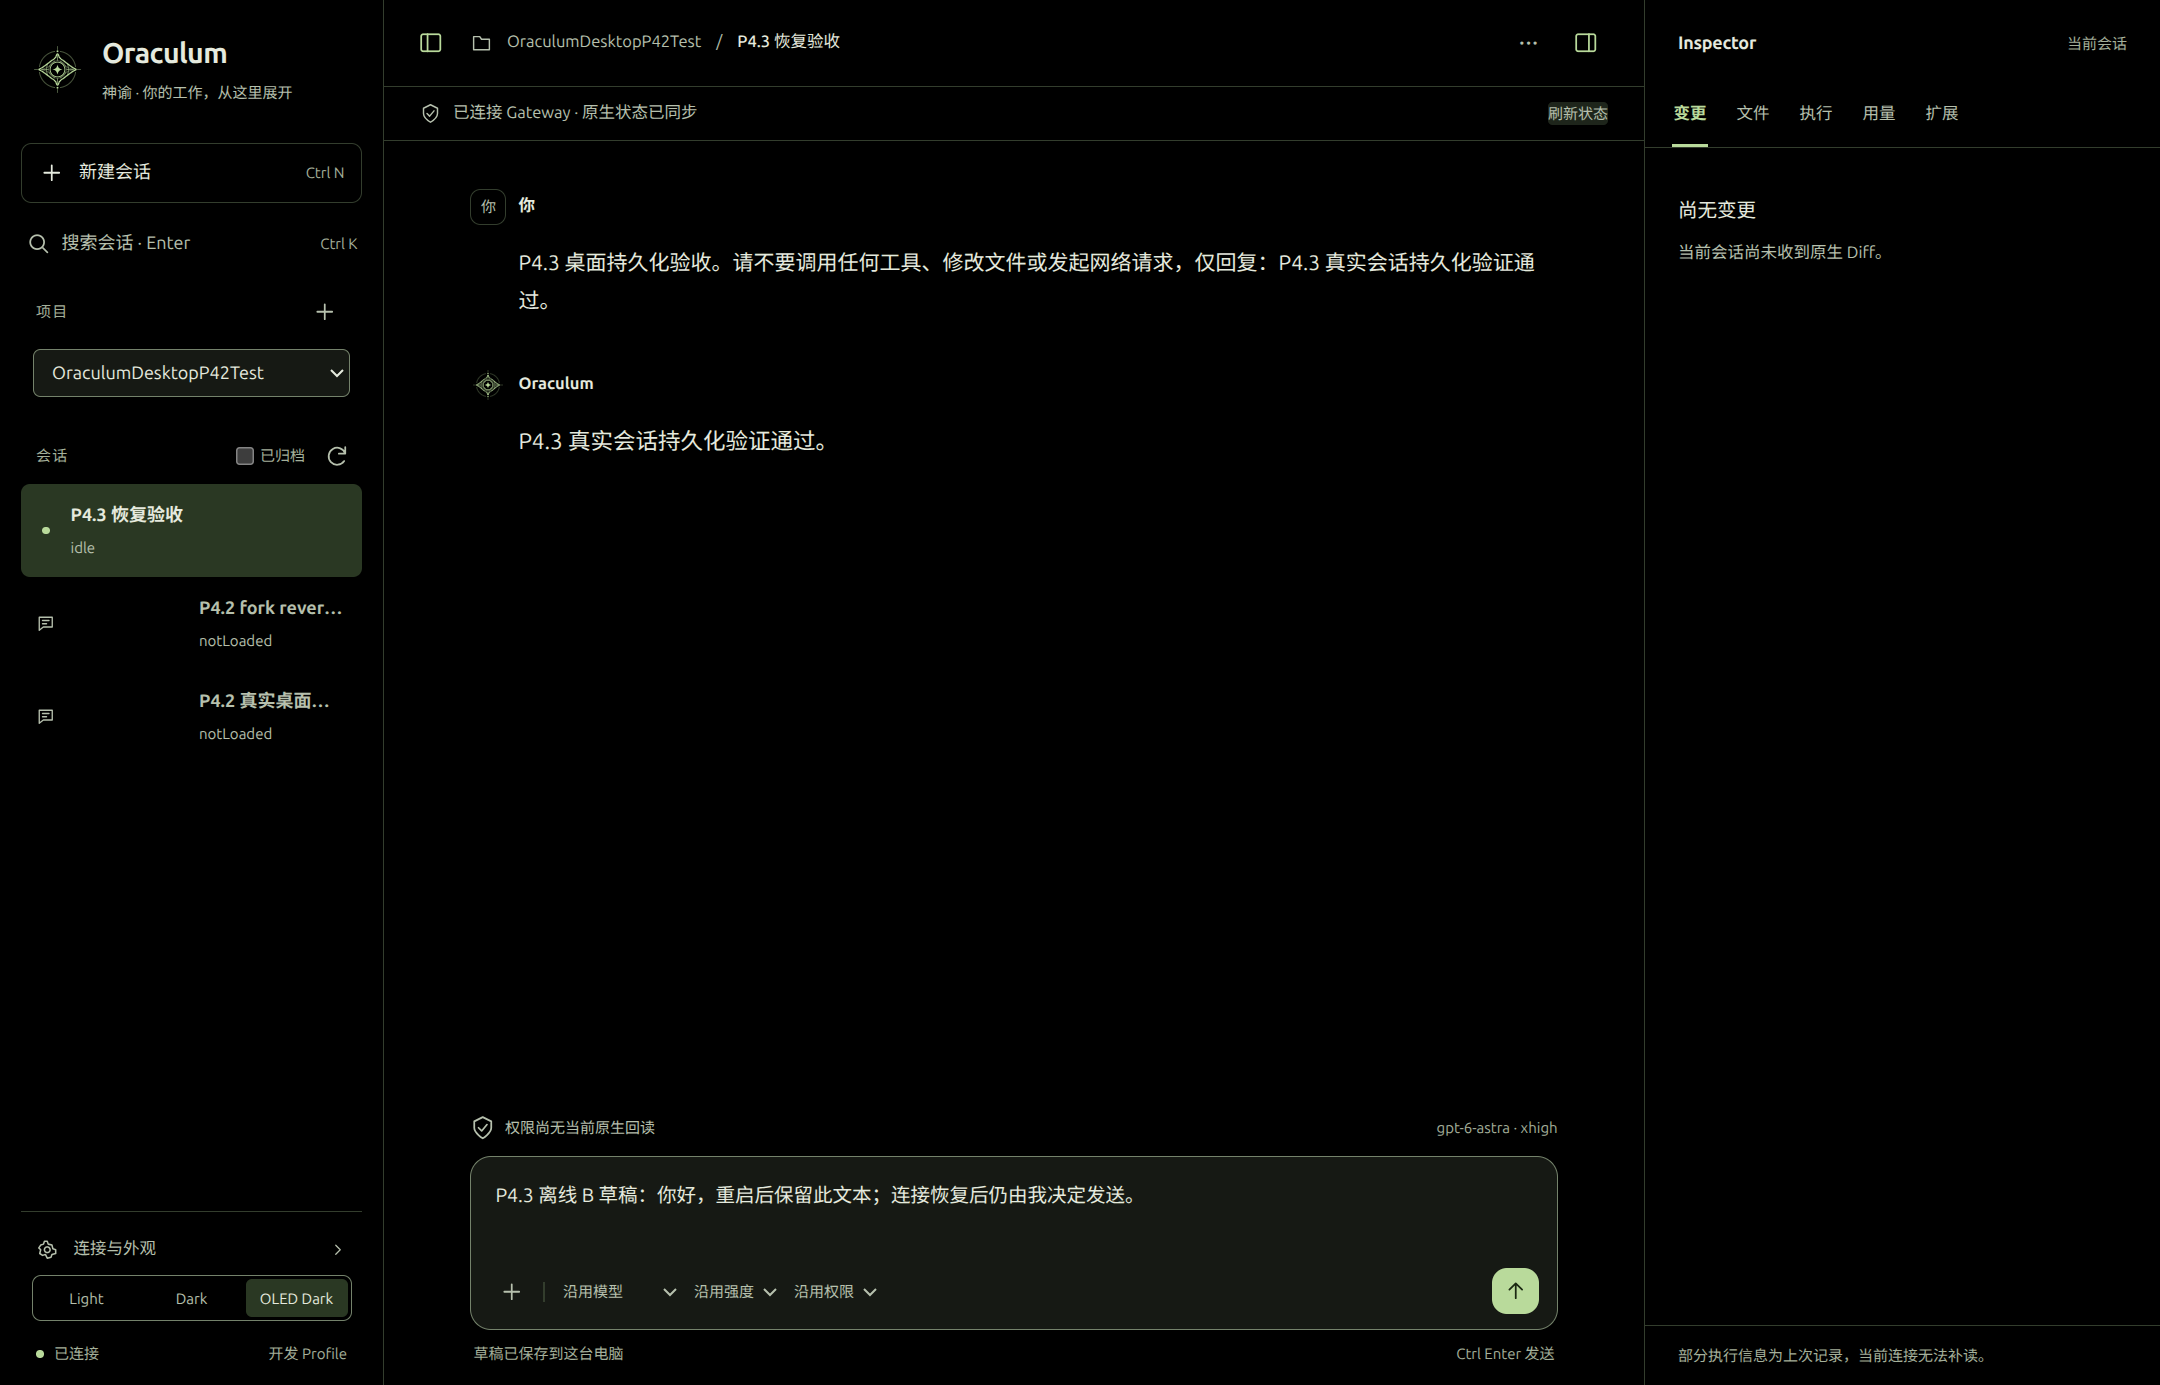 Oraculum
神谕 · 你的工作，从这里展开
新建会话
Ctrl N
搜索会话 · Enter
Ctrl K
项目
OraculumDesktopP42Test
会话
已归档
P4.3 恢复验收
idle
P4.2 fork rever...
notLoaded
P4.2 真实桌面...
notLoaded
连接与外观
Light
Dark
OLED Dark
已连接
开发 Profile
OraculumDesktopP42Test / P4.3 恢复验收
已连接 Gateway · 原生状态已同步
刷新状态
你
你
P4.3 桌面持久化验收。请不要调用任何工具、修改文件或发起网络请求，仅回复：P4.3 真实会话持久化验证通
过。
Oraculum
P4.3 真实会话持久化验证通过。
权限尚无当前原生回读
gpt-6-astra · xhigh
P4.3 离线 B 草稿：你好，重启后保留此文本；连接恢复后仍由我决定发送。
沿用模型
沿用强度
沿用权限
草稿已保存到这台电脑
Ctrl Enter 发送
Inspector
当前会话
变更
文件
执行
用量
扩展
尚无变更
当前会话尚未收到原生 Diff。
部分执行信息为上次记录，当前连接无法补读。